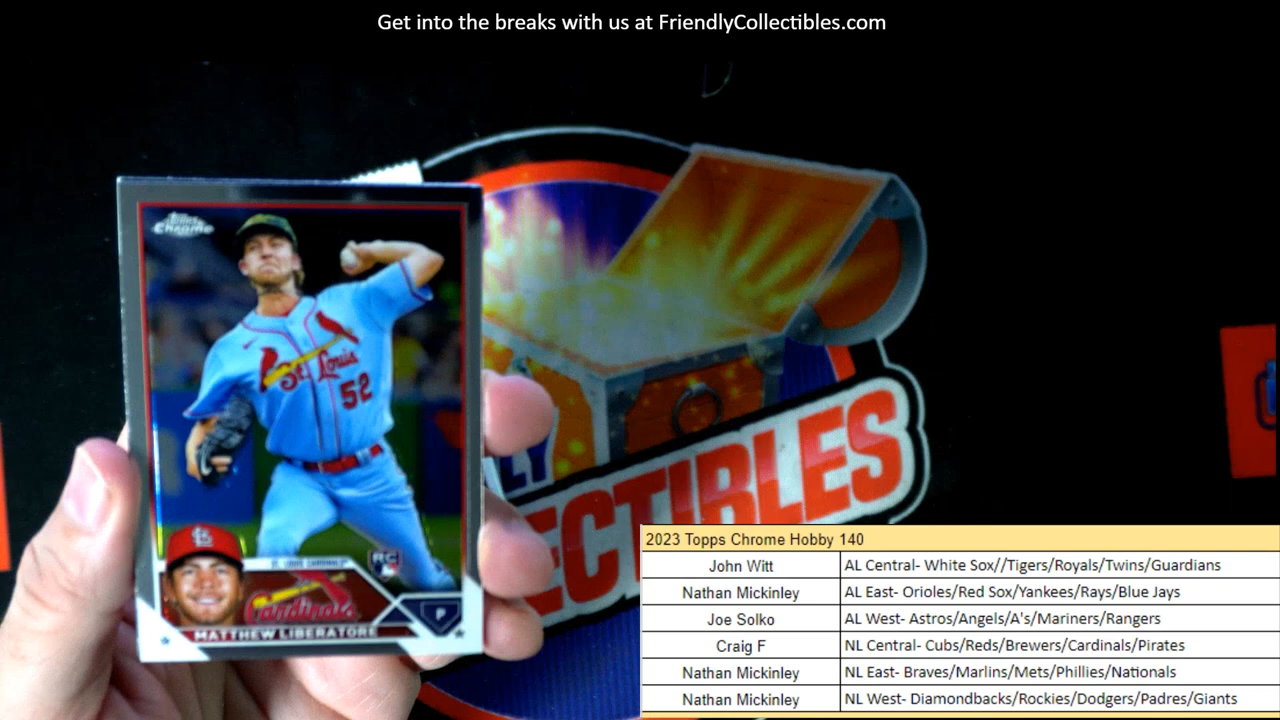 Get into the breaks with us at FriendlyCollectibles.com
Topps
Chrome
St. Louis
52
RC
ST. LOUIS CARDINALS
Cardinals
P
MATTHEW LIBERATORE
LY
ECTIBLES
2023 Topps Chrome Hobby 140
John Witt AL Central- White Sox//Tigers/Royals/Twins/Guardians
Nathan Mickinley AL East- Orioles/Red Sox/Yankees/Rays/Blue Jays
Joe Solko AL West- Astros/Angels/A's/Mariners/Rangers
Craig F NL Central- Cubs/Reds/Brewers/Cardinals/Pirates
Nathan Mickinley NL East- Braves/Marlins/Mets/Phillies/Nationals
Nathan Mickinley NL West- Diamondbacks/Rockies/Dodgers/Padres/Giants